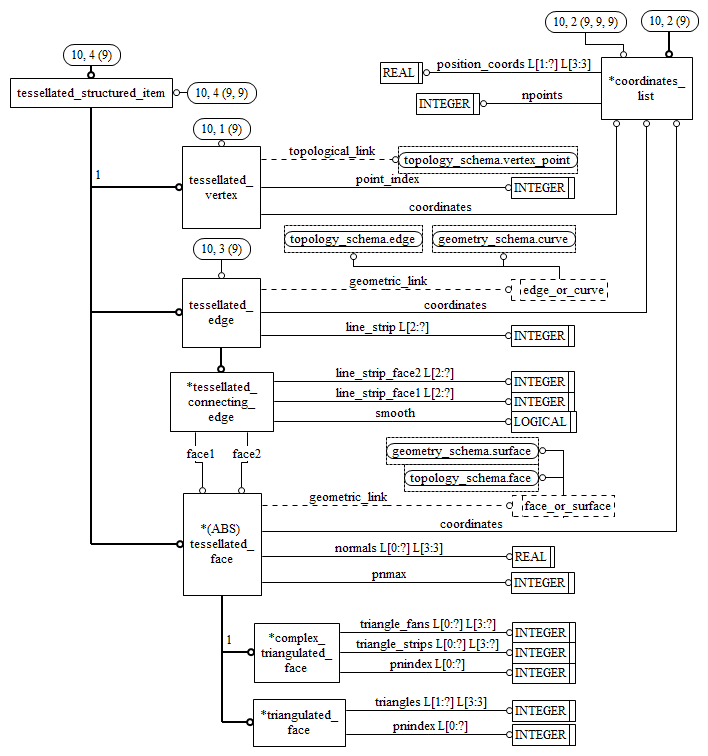 10, 2 (9, 9, 9)
10, 2 (9)
10, 4 (9)
position_coords L[1:?] L[3:3]
REAL
*coordinates_
list
tessellated_structured_item
10, 4 (9, 9)
npoints
INTEGER
10, 1 (9)
topological_link
topology_schema.vertex_point
1
tessellated_
vertex
point_index
INTEGER
coordinates
10, 3 (9)
topology_schema.edge
geometry_schema.curve
geometric_link
edge_or_curve
tessellated_
edge
coordinates
line_strip L[2:?]
INTEGER
*tessellated_
connecting_
edge
line_strip_face2 L[2:?]
INTEGER
line_strip_face1 L[2:?]
INTEGER
smooth
LOGICAL
face1
face2
geometry_schema.surface
topology_schema.face
geometric_link
face_or_surface
coordinates
*(ABS)
tessellated_
face
normals L[0:?] L[3:3]
REAL
pnmax
INTEGER
1
*complex_
triangulated_
face
triangle_fans L[0:?] L[3:?]
INTEGER
triangle_strips L[0:?] L[3:?]
INTEGER
pnindex L[0:?]
INTEGER
*triangulated_
face
triangles L[1:?] L[3:3]
INTEGER
pnindex L[0:?]
INTEGER